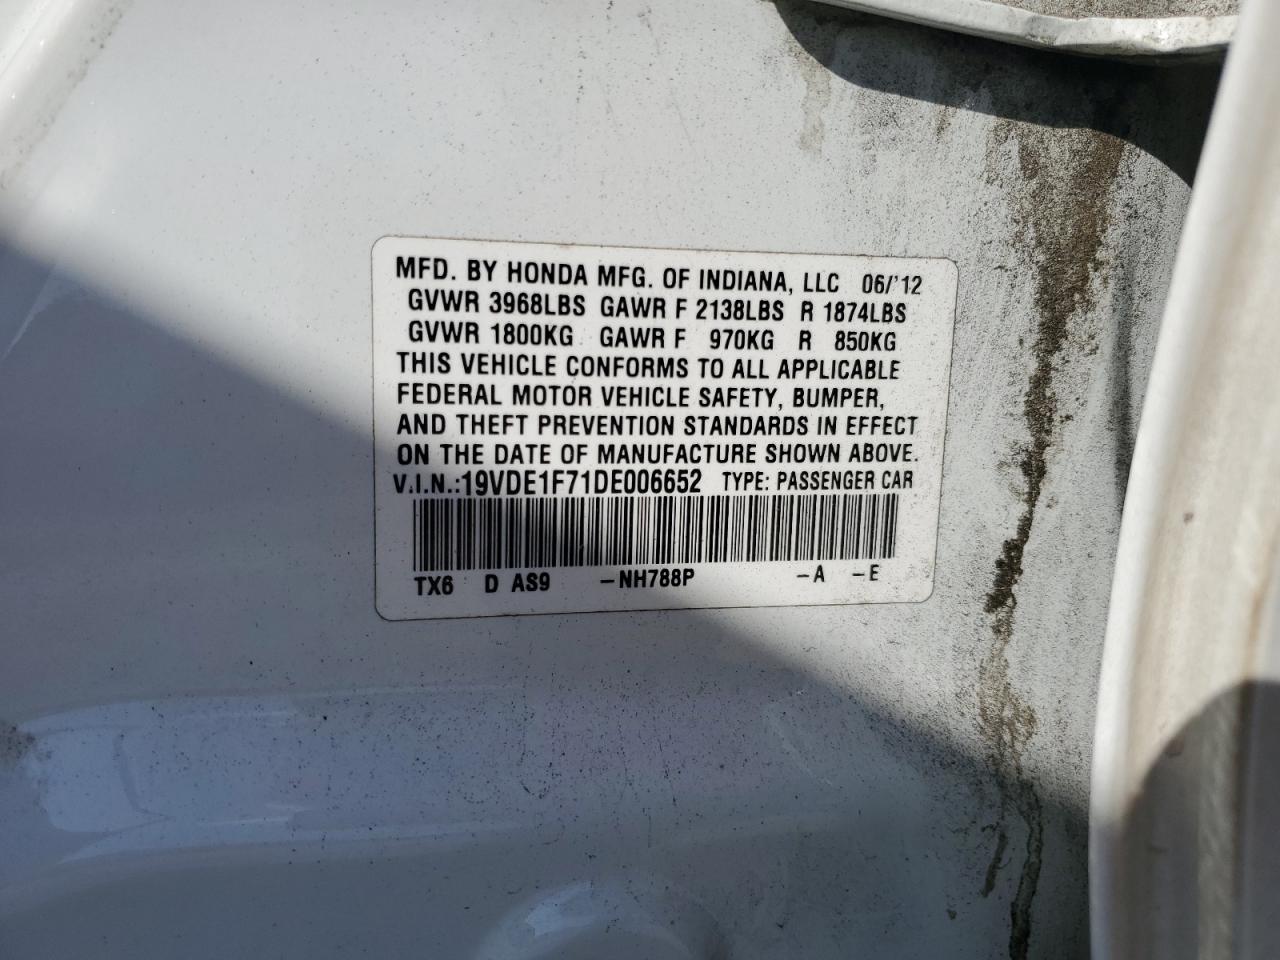 MFD. BY HONDA MFG. OF INDIANA, LLC 06/'12
GVWR 3968LBS GAWR F 2138LBS R 1874LBS
GVWR 1800KG GAWR F 970KG R 850KG
THIS VEHICLE CONFORMS TO ALL APPLICABLE
FEDERAL MOTOR VEHICLE SAFETY, BUMPER,
AND THEFT PREVENTION STANDARDS IN EFFECT
ON THE DATE OF MANUFACTURE SHOWN ABOVE.
V.I.N.:19VDE1F71DE006652 TYPE: PASSENGER CAR
TX6 D AS9 -NH788P -A -E